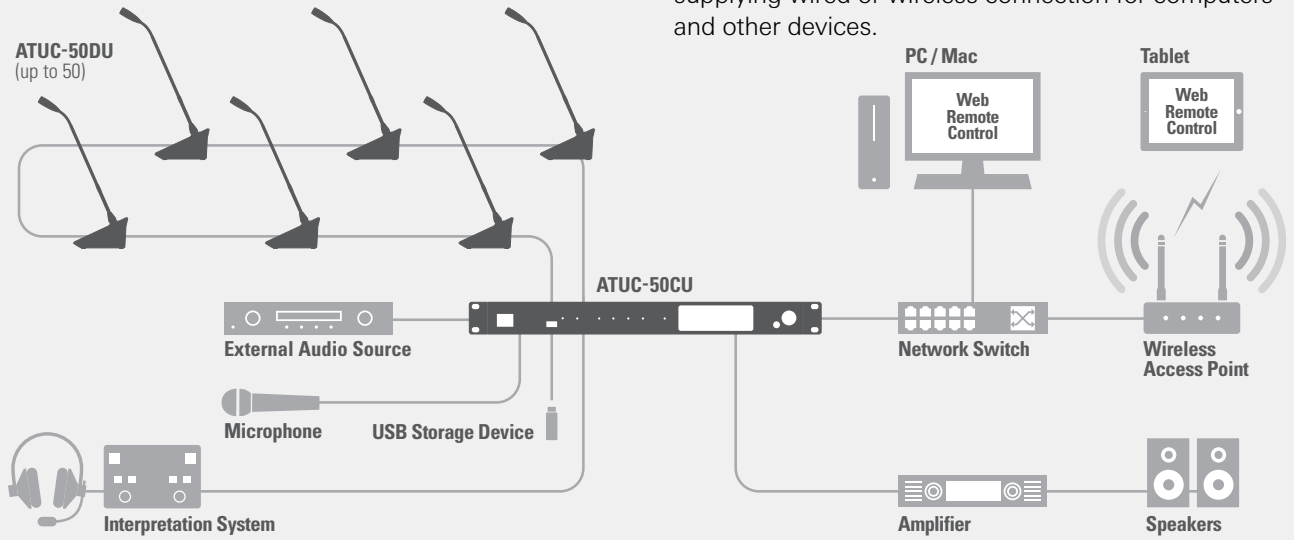 and other devices.
ATUC-50DU
(up to 50)
PC / Mac
Tablet
Web
Remote
Control
Web
Remote
Control
ATUC-50CU
External Audio Source
Network Switch
Wireless
Access Point
Microphone
USB Storage Device
Interpretation System
Amplifier
Speakers